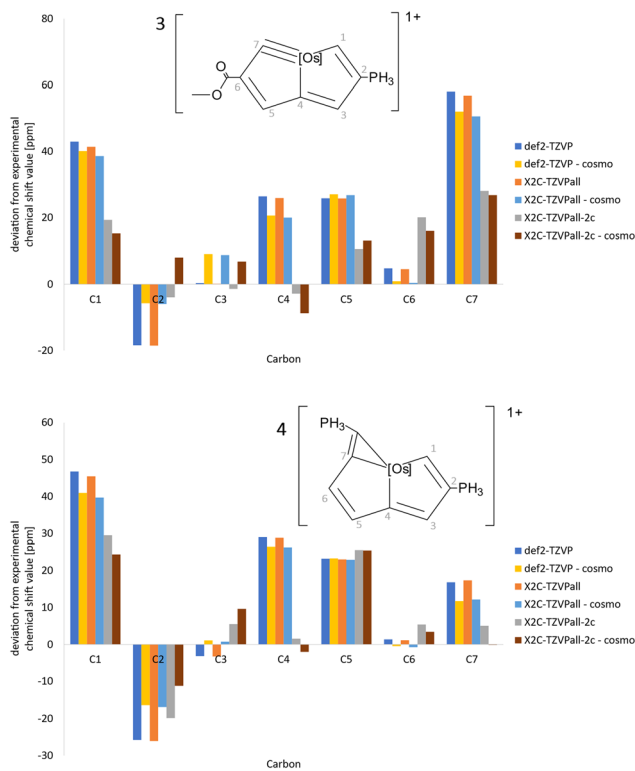 80
60
40
20
0
-20
deviation from experimental
chemical shift value [ppm]
3
1+
7
1
[Os]
2
PH3
O
O
6
5
4
3
C1
C2
C3
C4
C5
C6
C7
Carbon
def2-TZVP
def2-TZVP - cosmo
X2C-TZVPall
X2C-TZVPall - cosmo
X2C-TZVPall-2c
X2C-TZVPall-2c - cosmo
60
50
40
30
20
10
0
-10
-20
-30
deviation from experimental
chemical shift value [ppm]
4
1+
PH3
7
1
[Os]
2
PH3
6
5
4
3
C1
C2
C3
C4
C5
C6
C7
Carbon
def2-TZVP
def2-TZVP - cosmo
X2C-TZVPall
X2C-TZVPall - cosmo
X2C-TZVPall-2c
X2C-TZVPall-2c - cosmo